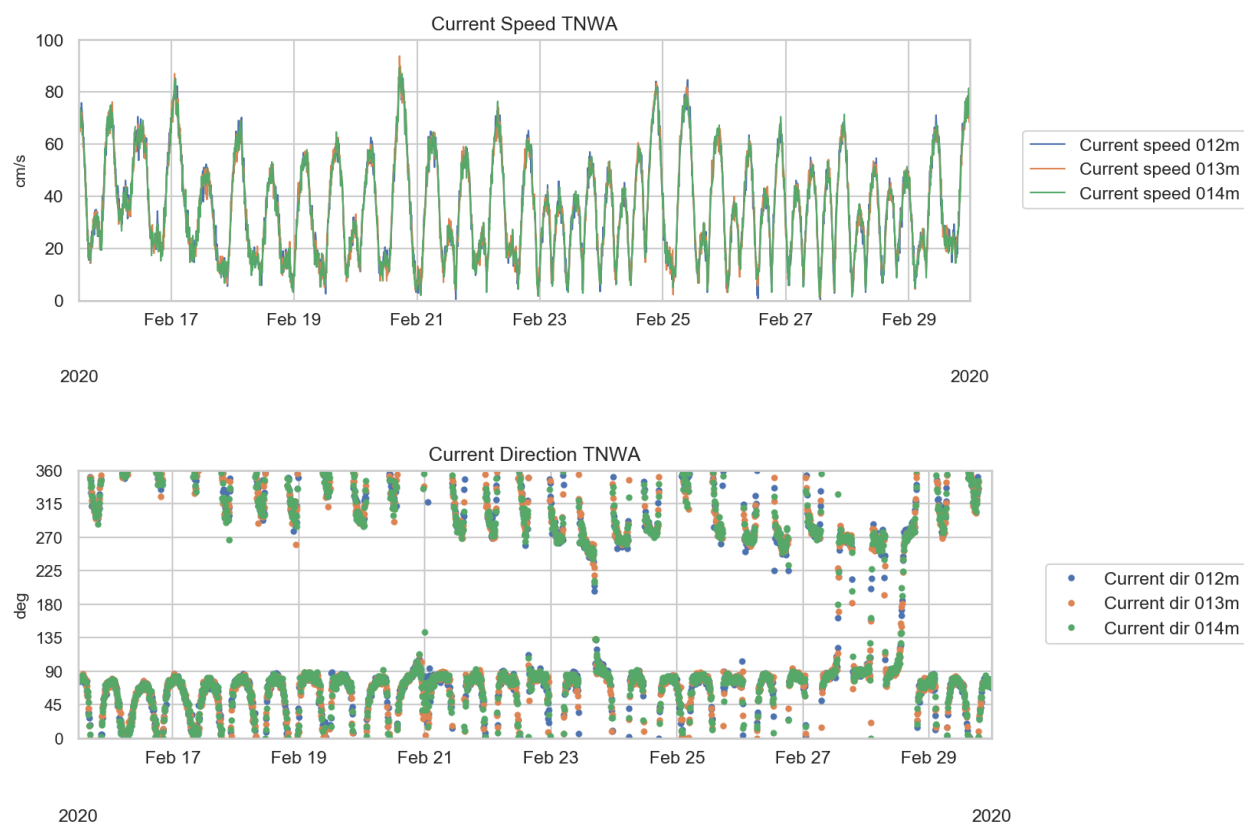 Current Speed TNWA
100
80
60
40
20
0
cm/s
Feb 17 Feb 19 Feb 21 Feb 23 Feb 25 Feb 27 Feb 29
2020 2020
Current speed 012m
Current speed 013m
Current speed 014m
Current Direction TNWA
360
315
270
225
180
135
90
45
0
deg
Feb 17 Feb 19 Feb 21 Feb 23 Feb 25 Feb 27 Feb 29
2020 2020
Current dir 012m
Current dir 013m
Current dir 014m